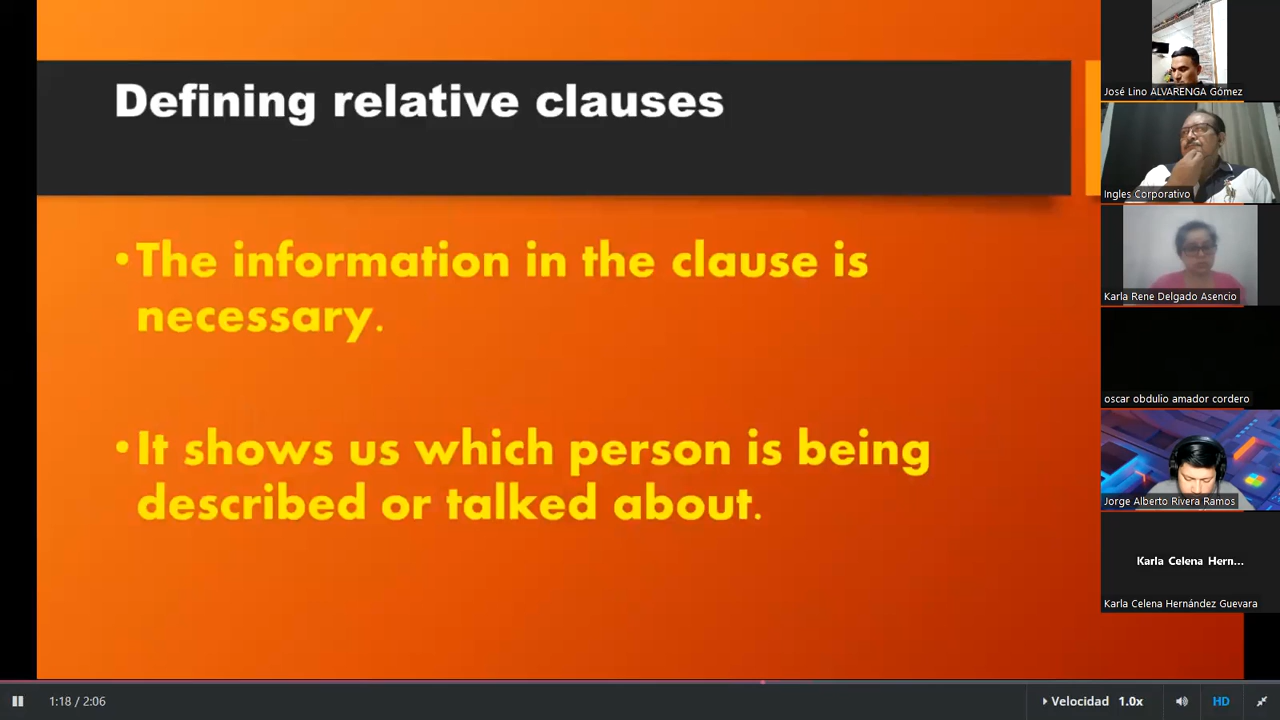 Defining relative clauses
•The information in the clause is
necessary.
•It shows us which person is being
described or talked about.
José Lino ALVARENGA Gómez
Ingles Corporativo
Karla Rene Delgado Asencio
oscar obdulio amador cordero
Jorge Alberto Rivera Ramos
Karla Celena Hern...
Karla Celena Hernández Guevara
1:18 / 2:06
Velocidad 1.0x
HD